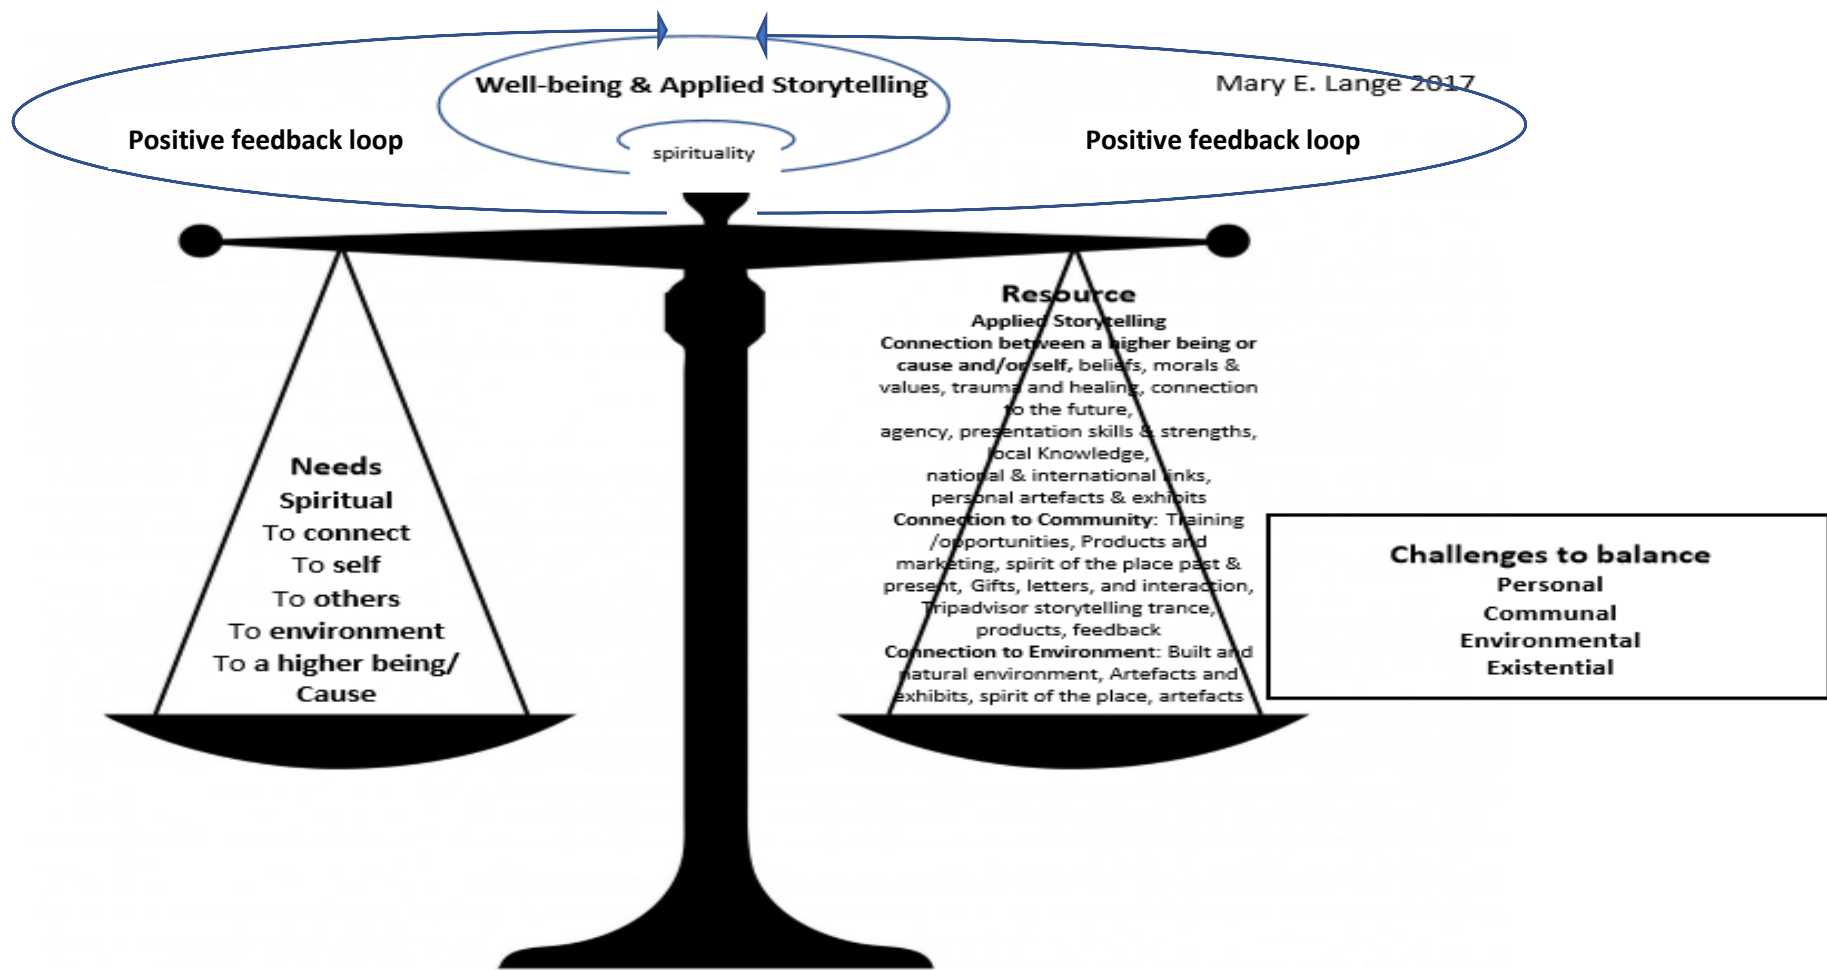 Well-being & Applied Storytelling
Mary E. Lange 2017
Positive feedback loop
Positive feedback loop
spirituality
Needs
Spiritual
To connect
To self
To others
To environment
To a higher being/
Cause
Resource
Applied Storytelling
Connection between a higher being or
cause and/or self, beliefs, morals &
values, trauma and healing, connection
to the future,
agency, presentation skills & strengths,
local Knowledge,
national & international links,
personal artefacts & exhibits
Connection to Community: Training
/opportunities, Products and
marketing, spirit of the place past &
present, Gifts, letters, and interaction,
Tripadvisor storytelling trance,
products, feedback
Connection to Environment: Built and
natural environment, Artefacts and
exhibits, spirit of the place, artefacts
Challenges to balance
Personal
Communal
Environmental
Existential